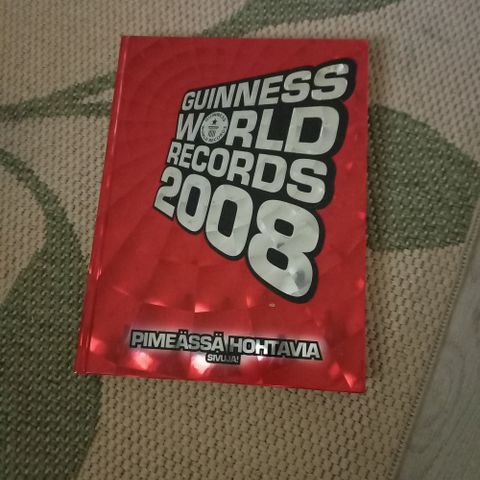 GUINNESS
WORLD
RECORDS
2008
PIMEÄSSÄ HOHTAVIA
SIVUJA!